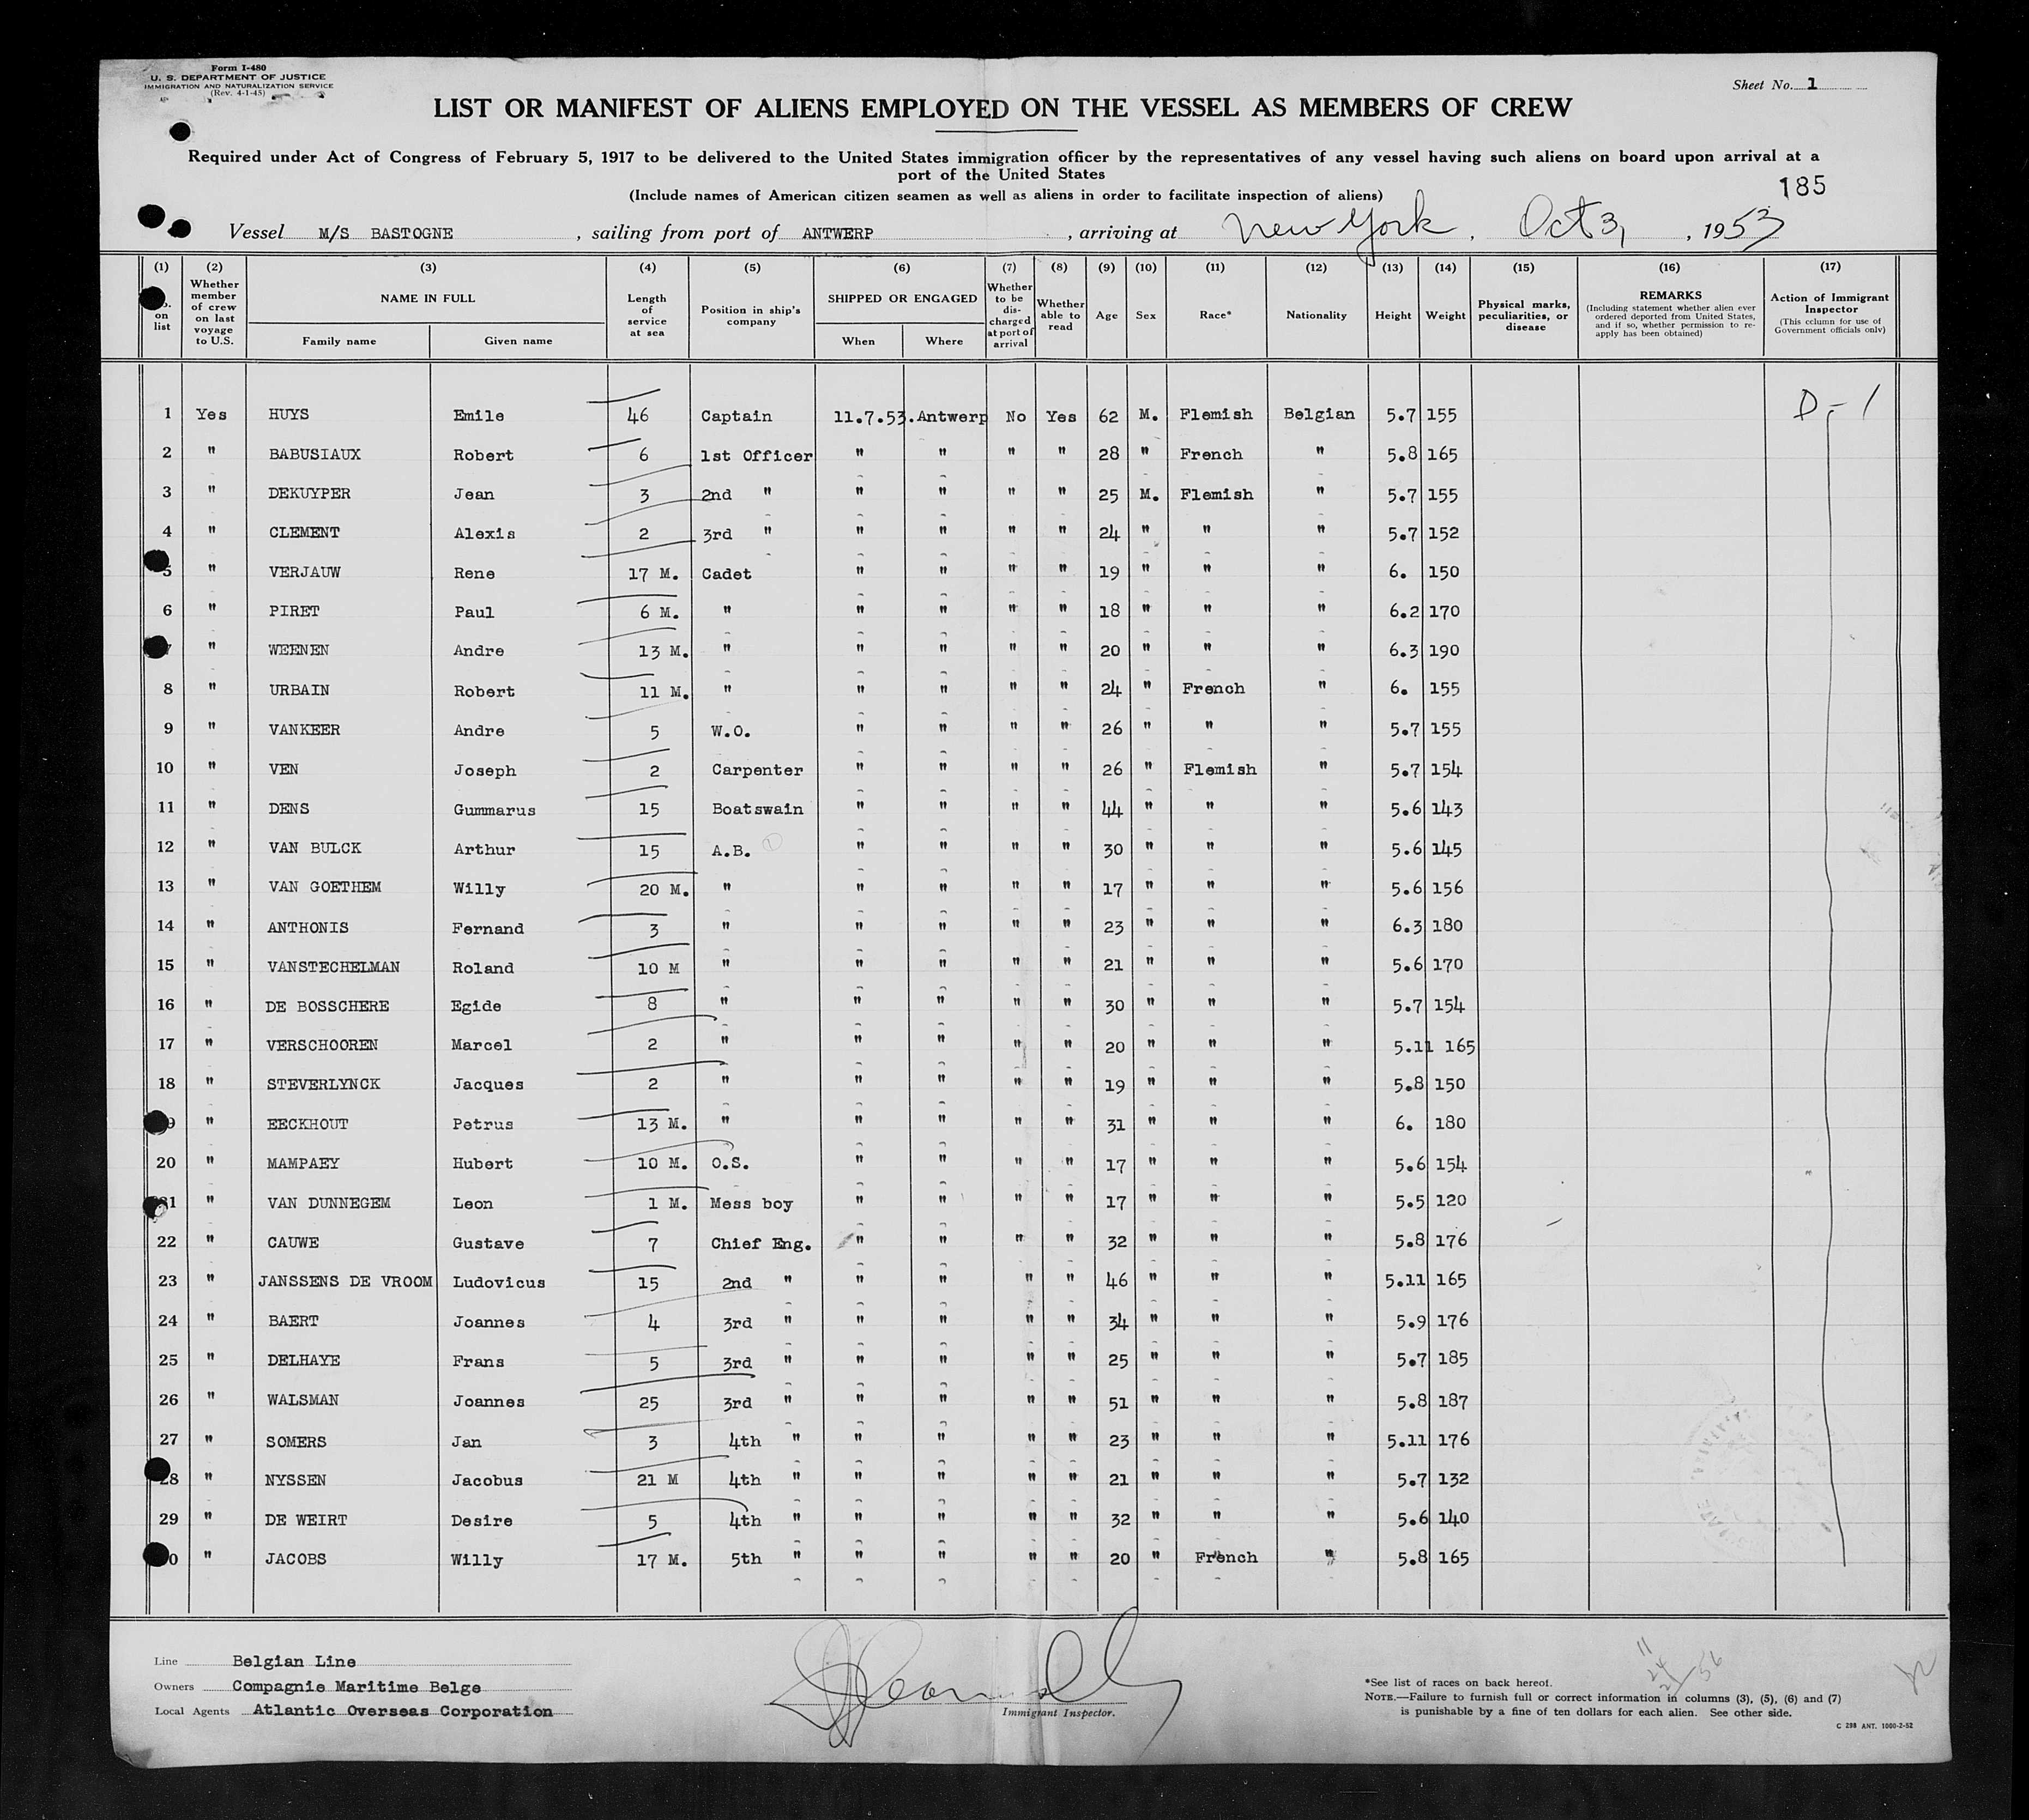 Form I-480
U. S. DEPARTMENT OF JUSTICE
IMMIGRATION AND NATURALIZATION SERVICE
(Rev. 4-1-45)
Sheet No. 1
LIST OR MANIFEST OF ALIENS EMPLOYED ON THE VESSEL AS MEMBERS OF CREW
Required under Act of Congress of February 5, 1917 to be delivered to the United States immigration officer by the representatives of any vessel having such aliens on board upon arrival at a
port of the United States
(Include names of American citizen seamen as well as aliens in order to facilitate inspection of aliens)
185
Vessel M/S BASTOGNE, sailing from port of ANTWERP, arriving at New York, Oct 3, 1953
(1) (2) (3) (4) (5) (6) (7) (8) (9) (10) (11) (12) (13) (14) (15) (16) (17)
on list
Whether member of crew on last voyage to U.S.
NAME IN FULL
Family name Given name
Length of service at sea
Position in ship's company
SHIPPED OR ENGAGED
When Where
Whether to be discharged at port of arrival
Whether able to read
Age Sex Race* Nationality Height Weight
Physical marks, peculiarities, or disease
REMARKS
(Including statement whether alien ever ordered deported from United States, and if so, whether permission to reapply has been obtained)
Action of Immigrant Inspector
(This column for use of Government officials only)
1 Yes HUYS Emile 46 Captain 11.7.53. Antwerp No Yes 62 M. Flemish Belgian 5.7 155 D-1
2 " BABUSIAUX Robert 6 1st Officer " " " " 28 " French " 5.8 165
3 " DEKUYPER Jean 3 2nd " " " " " 25 M. Flemish " 5.7 155
4 " CLEMENT Alexis 2 3rd " " " " " 24 " " " 5.7 152
5 " VERJAUW Rene 17 M. Cadet " " " " 19 " " " 6. 150
6 " PIRET Paul 6 M. " " " " " 18 " " " 6.2 170
7 " WEENEN Andre 13 M. " " " " " 20 " " " 6.3 190
8 " URBAIN Robert 11 M. " " " " " 24 " French " 6. 155
9 " VANKEER Andre 5 W.O. " " " " 26 " " " 5.7 155
10 " VEN Joseph 2 Carpenter " " " " 26 " Flemish " 5.7 154
11 " DENS Gummarus 15 Boatswain " " " " 44 " " " 5.6 143
12 " VAN BULCK Arthur 15 A.B. " " " " 30 " " " 5.6 145
13 " VAN GOETHEM Willy 20 M. " " " " " 17 " " " 5.6 156
14 " ANTHONIS Fernand 3 " " " " " 23 " " " 6.3 180
15 " VANSTECHELMAN Roland 10 M " " " " " 21 " " " 5.6 170
16 " DE BOSSCHERE Egide 8 " " " " " 30 " " " 5.7 154
17 " VERSCHOOREN Marcel 2 " " " " " 20 " " " 5.11 165
18 " STEVERLYNCK Jacques 2 " " " " " 19 " " " 5.8 150
9 " EECKHOUT Petrus 13 M. " " " " " 31 " " " 6. 180
20 " MAMPAEY Hubert 10 M. O.S. " " " " 17 " " " 5.6 154
1 " VAN DUNNEGEM Leon 1 M. Mess boy " " " " 17 " " " 5.5 120
22 " CAUWE Gustave 7 Chief Eng. " " " " 32 " " " 5.8 176
23 " JANSSENS DE VROOM Ludovicus 15 2nd " " " " " 46 " " " 5.11 165
24 " BAERT Joannes 4 3rd " " " " " 34 " " " 5.9 176
25 " DELHAYE Frans 5 3rd " " " " " 25 " " " 5.7 185
26 " WALSMAN Joannes 25 3rd " " " " " 51 " " " 5.8 187
27 " SOMERS Jan 3 4th " " " " " 23 " " " 5.11 176
28 " NYSSEN Jacobus 21 M 4th " " " " " 21 " " " 5.7 132
29 " DE WEIRT Desire 5 4th " " " " " 32 " " " 5.6 140
0 " JACOBS Willy 17 M. 5th " " " " " 20 " French " 5.8 165
Line Belgian Line
Owners Compagnie Maritime Belge
Local Agents Atlantic Overseas Corporation
Immigrant Inspector.
11
24
56
*See list of races on back hereof.
NOTE.—Failure to furnish full or correct information in columns (3), (5), (6) and (7)
is punishable by a fine of ten dollars for each alien. See other side.
C 298 ANT. 1000-2-52